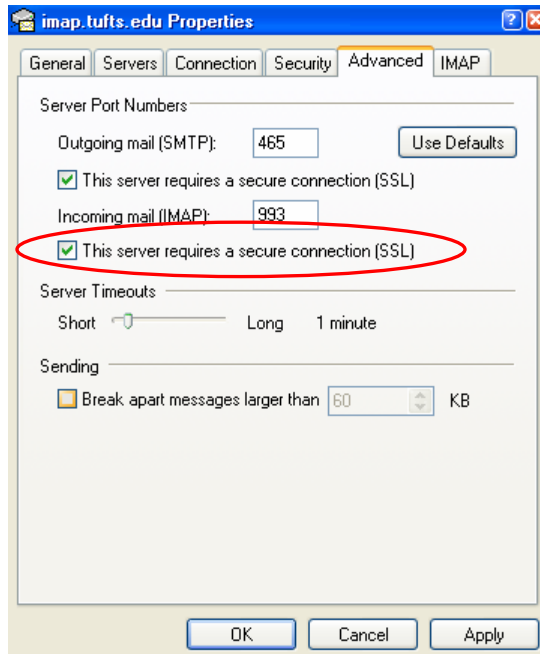 imap.tufts.edu Properties
General Servers Connection Security Advanced IMAP
Server Port Numbers
Outgoing mail (SMTP): 465 Use Defaults
This server requires a secure connection (SSL)
Incoming mail (IMAP): 993
This server requires a secure connection (SSL)
Server Timeouts
Short Long 1 minute
Sending
Break apart messages larger than 60 KB
OK Cancel Apply